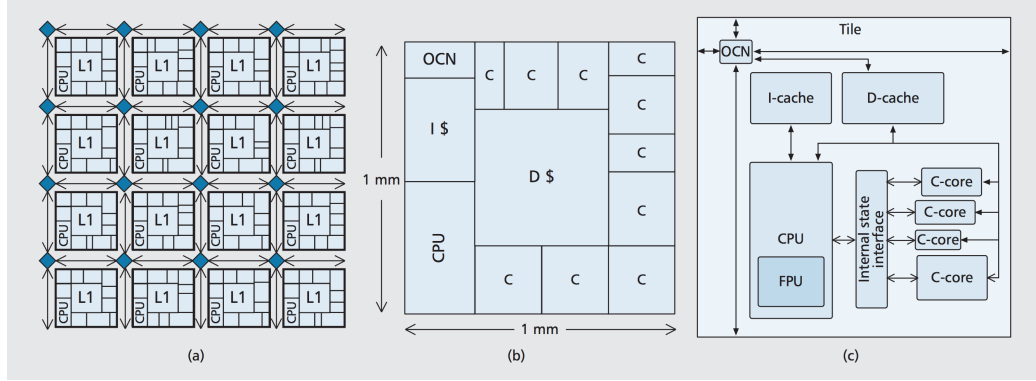 L1
CPU
L1
CPU
L1
CPU
L1
CPU
L1
CPU
L1
CPU
L1
CPU
L1
CPU
L1
CPU
L1
CPU
L1
CPU
L1
CPU
L1
CPU
L1
CPU
L1
CPU
L1
CPU
(a)
OCN
C
C
C
C
I $
C
D $
C
1 mm
C
CPU
C
C
C
1 mm
(b)
Tile
OCN
I-cache
D-cache
CPU
FPU
Internal state
interface
C-core
C-core
C-core
C-core
(c)